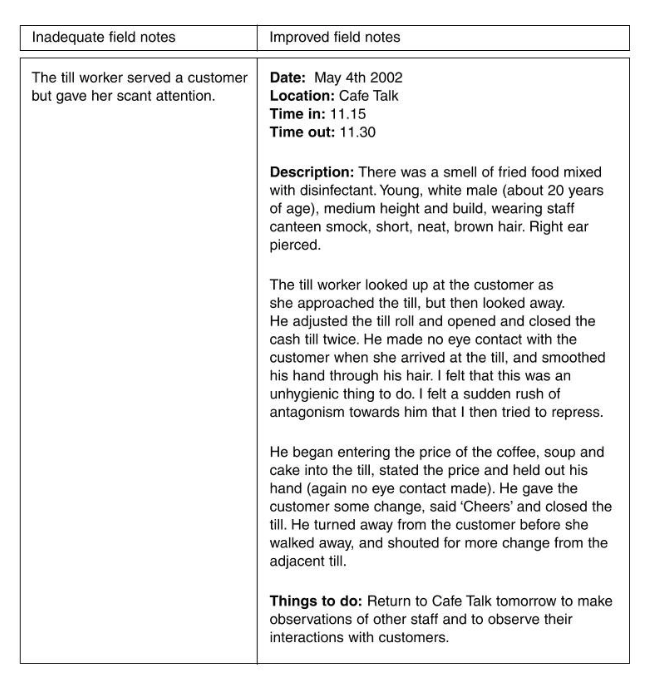 Inadequate field notes
Improved field notes
The till worker served a customer
but gave her scant attention.
Date: May 4th 2002
Location: Cafe Talk
Time in: 11.15
Time out: 11.30
Description: There was a smell of fried food mixed
with disinfectant. Young, white male (about 20 years
of age), medium height and build, wearing staff
canteen smock, short, neat, brown hair. Right ear
pierced.
The till worker looked up at the customer as
she approached the till, but then looked away.
He adjusted the till roll and opened and closed the
cash till twice. He made no eye contact with the
customer when she arrived at the till, and smoothed
his hand through his hair. I felt that this was an
unhygienic thing to do. I felt a sudden rush of
antagonism towards him that I then tried to repress.
He began entering the price of the coffee, soup and
cake into the till, stated the price and held out his
hand (again no eye contact made). He gave the
customer some change, said ‘Cheers’ and closed the
till. He turned away from the customer before she
walked away, and shouted for more change from the
adjacent till.
Things to do: Return to Cafe Talk tomorrow to make
observations of other staff and to observe their
interactions with customers.